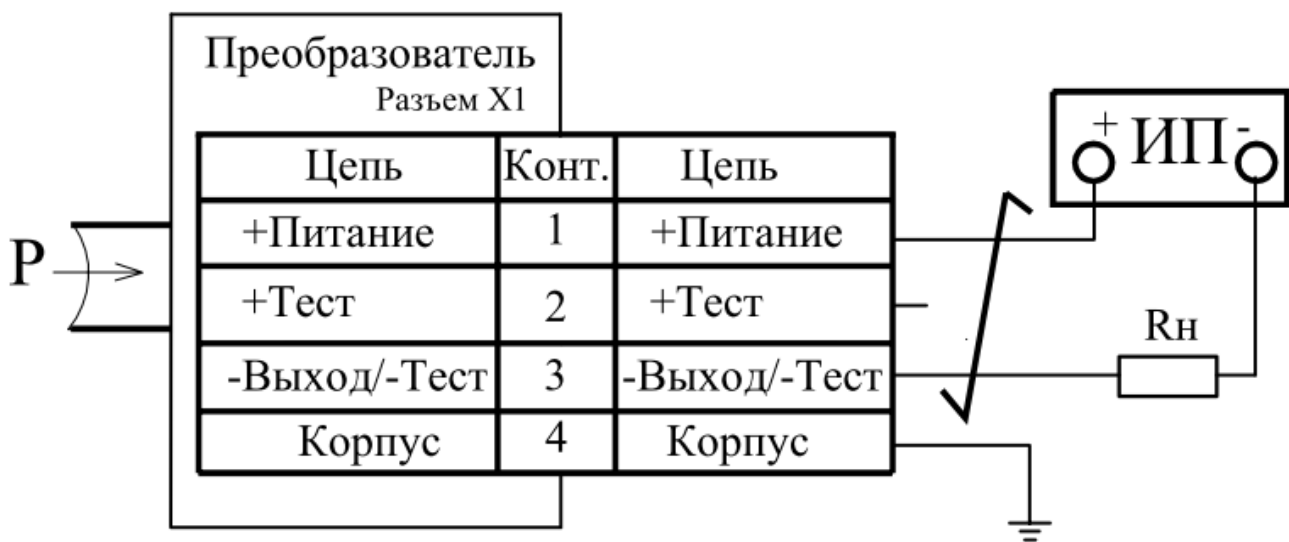 Преобразователь
Разъем X1
Цепь Конт. Цепь
+Питание 1 +Питание
+Тест 2 +Тест
-Выход/-Тест 3 -Выход/-Тест
Корпус 4 Корпус
P
+ ИП -
Rн